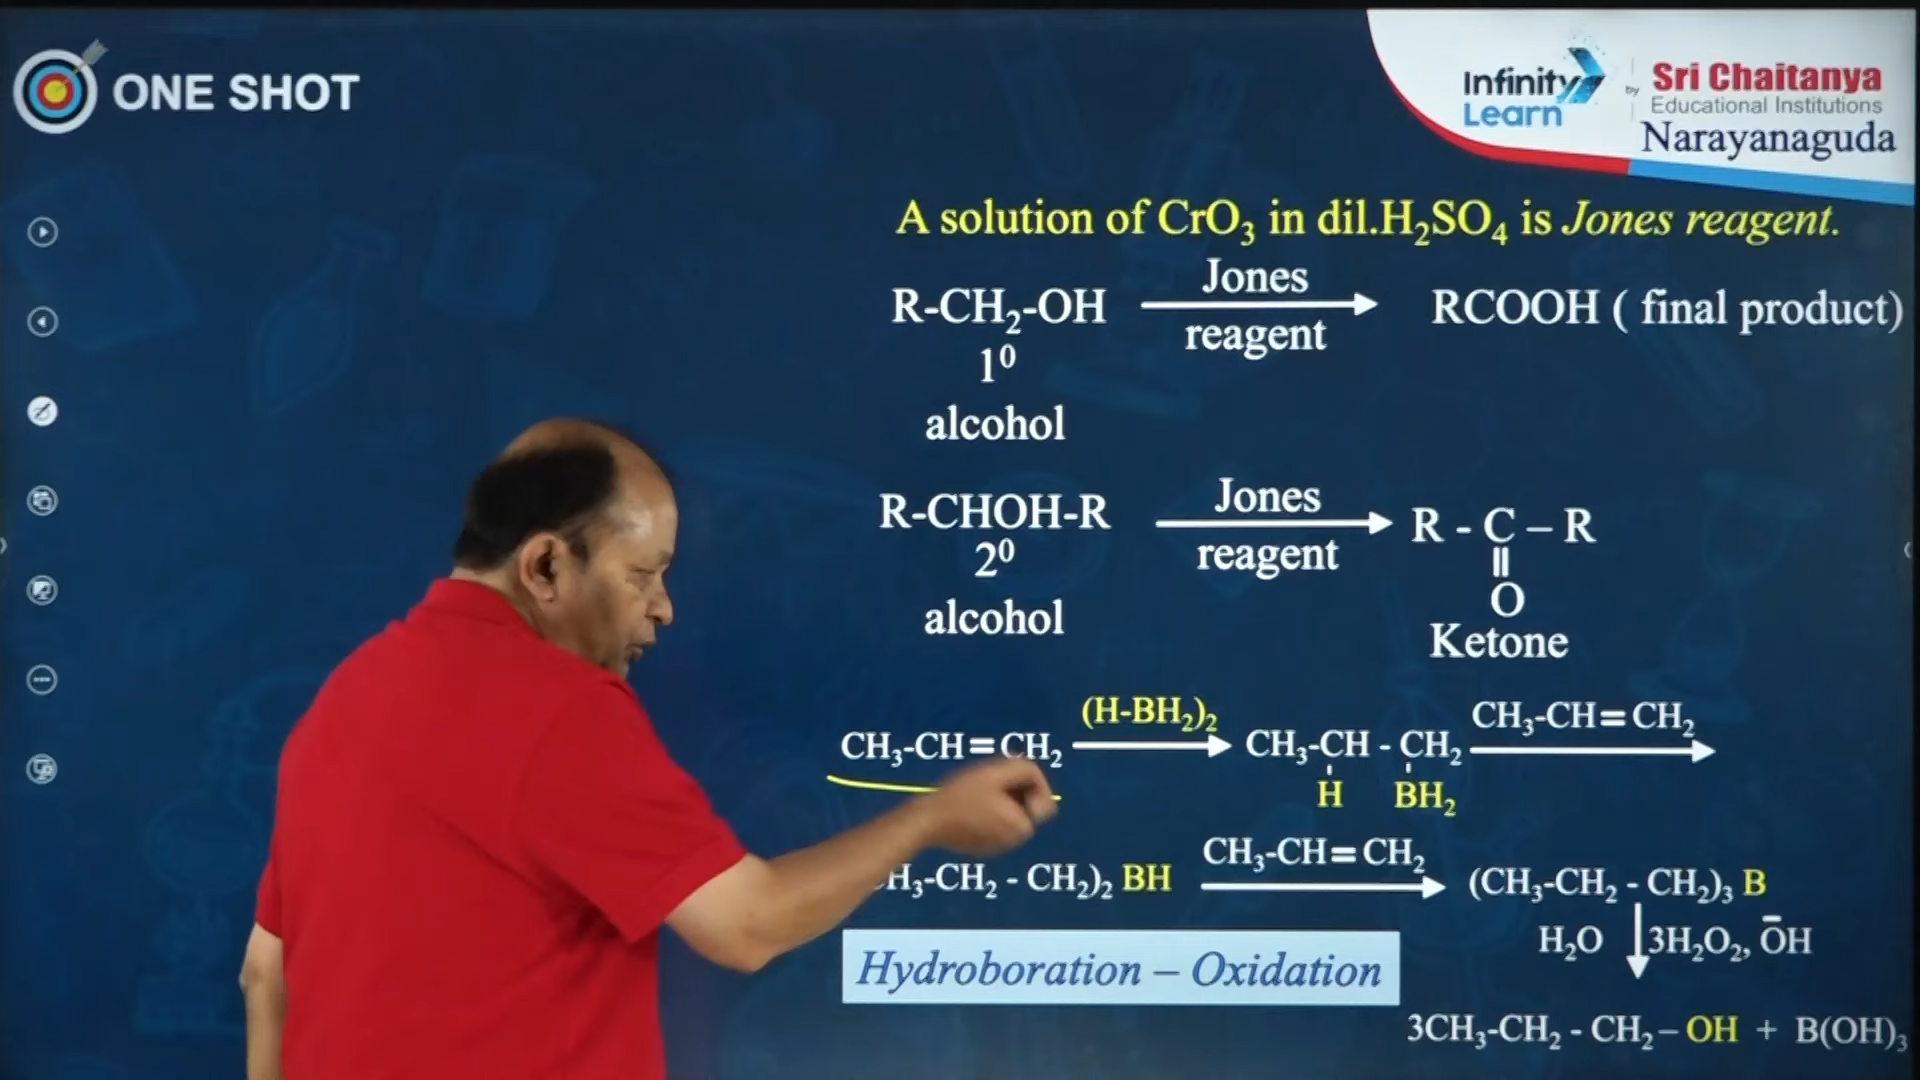 ONE SHOT
Infinity Learn by Sri Chaitanya Educational Institutions
Narayanaguda
A solution of CrO₃ in dil.H₂SO₄ is Jones reagent.
R-CH₂-OH Jones reagent RCOOH ( final product)
1⁰
alcohol
R-CHOH-R Jones reagent R - C – R
2⁰ O
alcohol Ketone
CH₃-CH=CH₂ (H-BH₂)₂ CH₃-CH - CH₂ CH₃-CH=CH₂
H BH₂
H₃-CH₂ - CH₂)₂ BH CH₃-CH=CH₂ (CH₃-CH₂ - CH₂)₃ B
H₂O 3H₂O₂, ŌH
Hydroboration – Oxidation
3CH₃-CH₂ - CH₂– OH + B(OH)₃